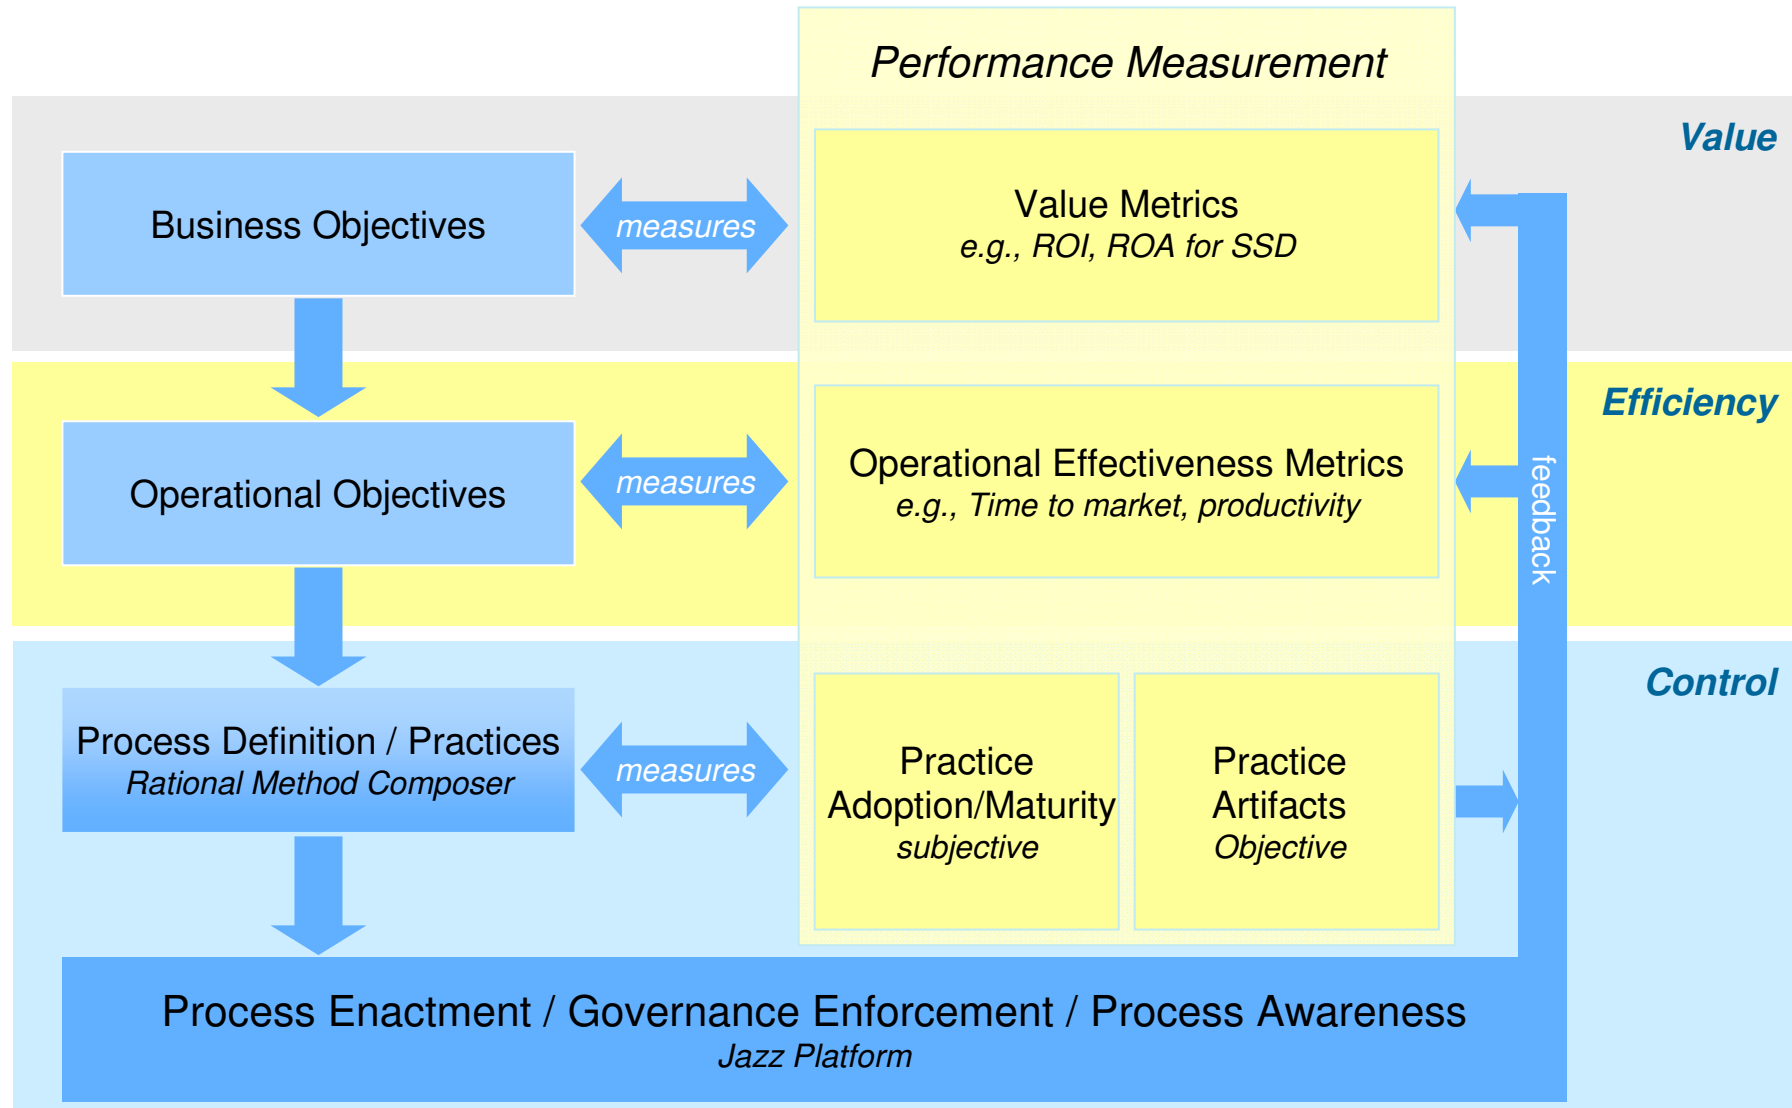 Performance Measurement
Value
Business Objectives
measures
Value Metrics
e.g., ROI, ROA for SSD
Efficiency
Operational Objectives
measures
Operational Effectiveness Metrics
e.g., Time to market, productivity
feedback
Control
Process Definition / Practices
Rational Method Composer
measures
Practice
Adoption/Maturity
subjective
Practice
Artifacts
Objective
Process Enactment / Governance Enforcement / Process Awareness
Jazz Platform